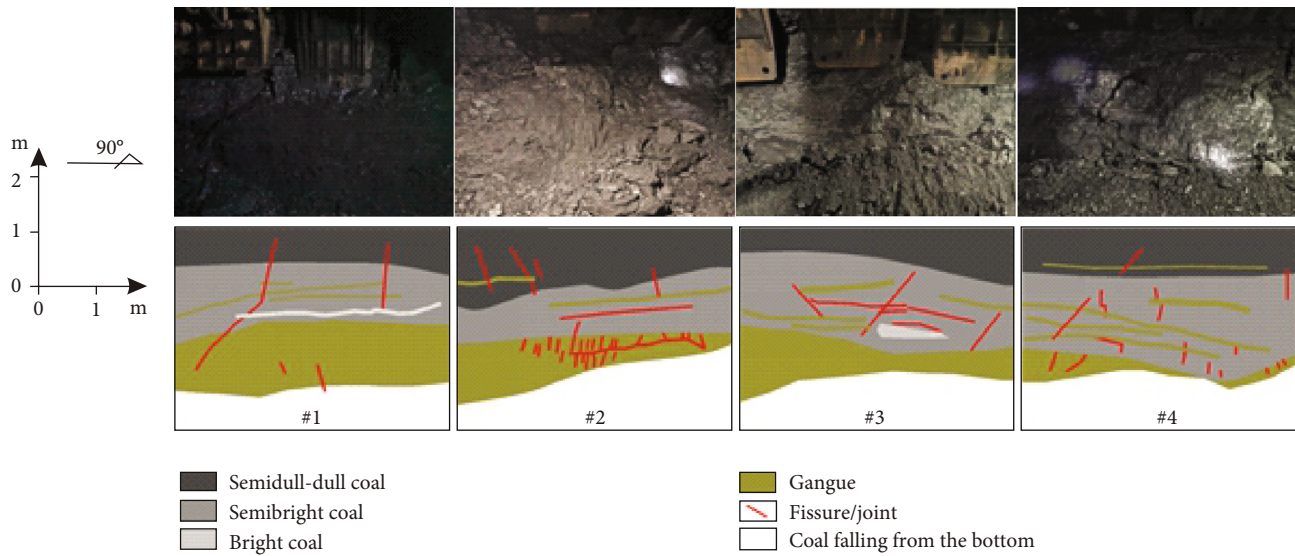 m
90°
2
1
0
0 1 m
#1 #2 #3 #4
Semidull-dull coal
Semibright coal
Bright coal
Gangue
Fissure/joint
Coal falling from the bottom